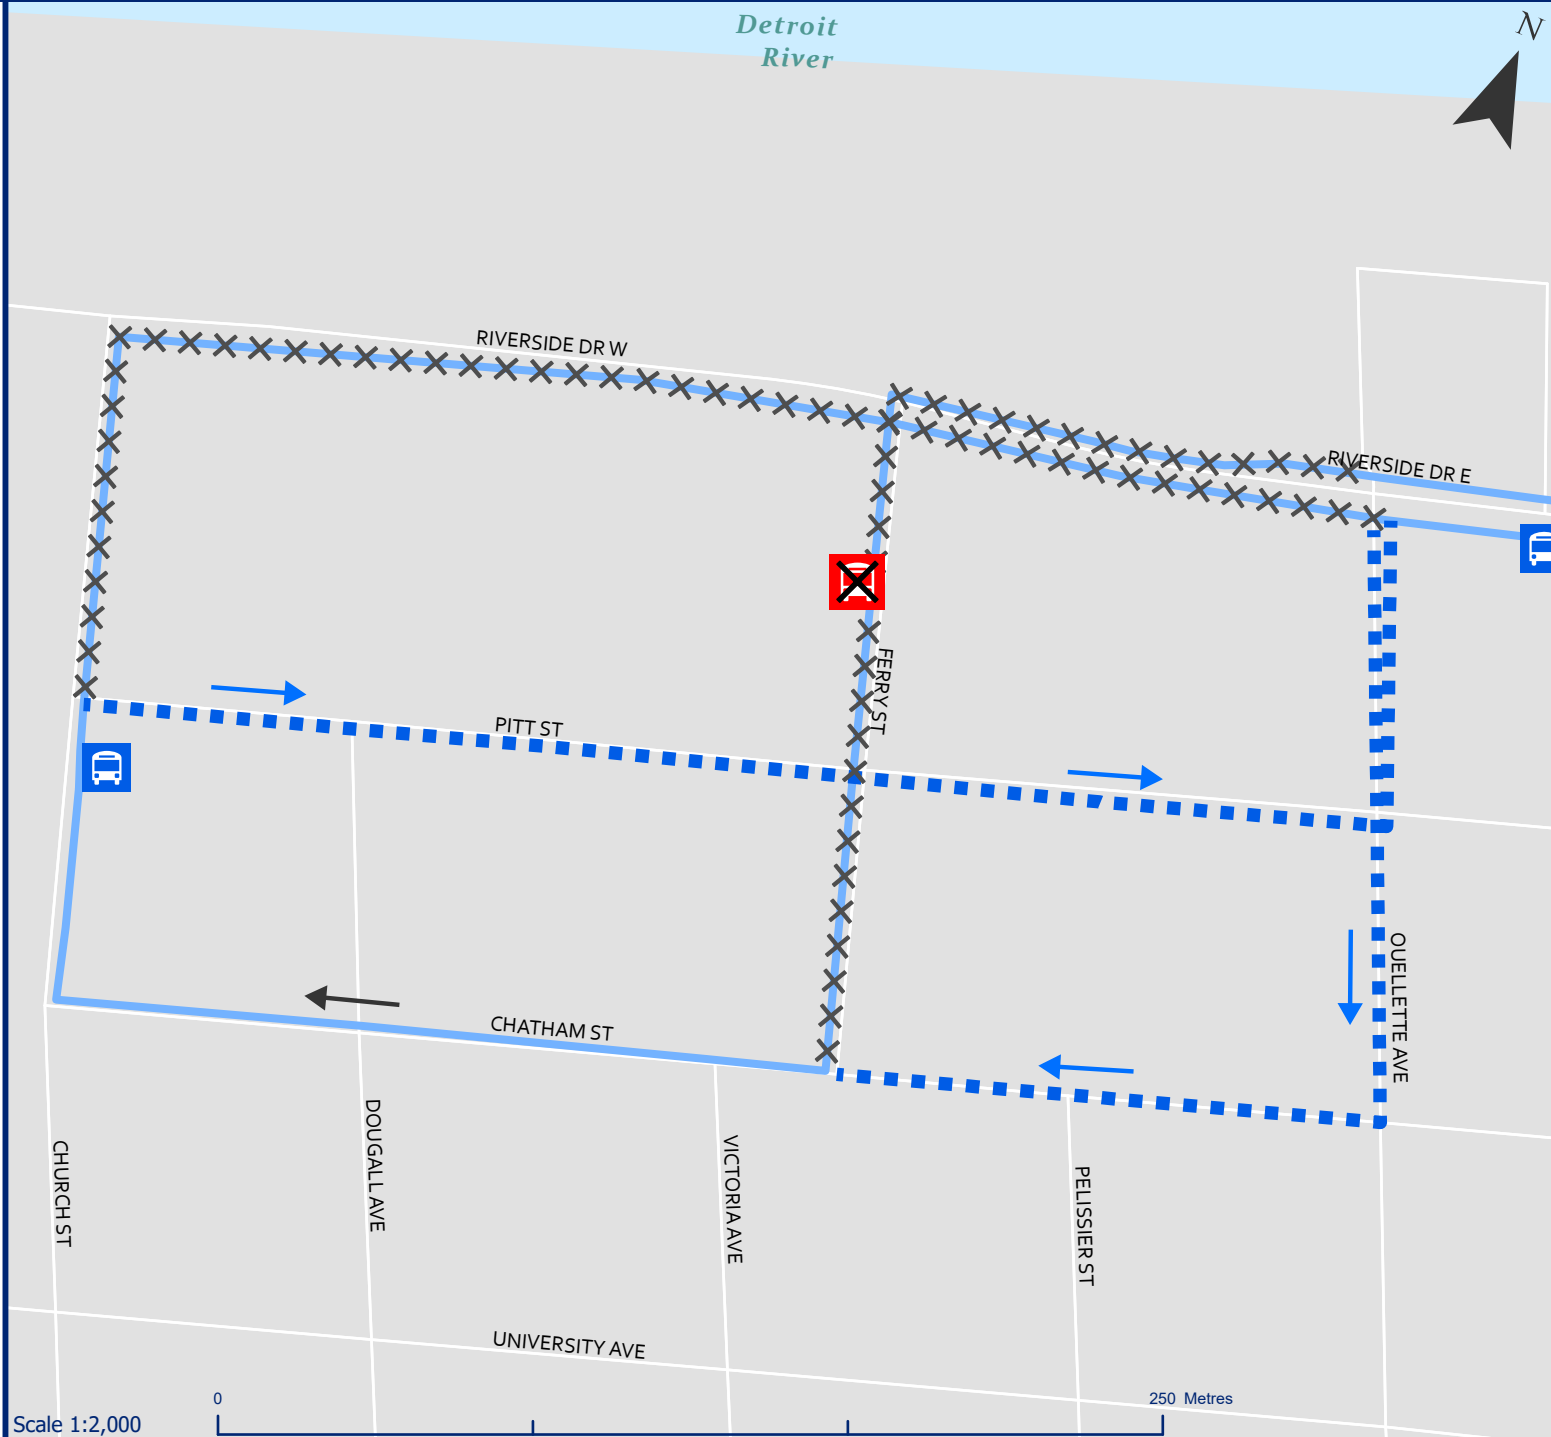 Detroit
River
N
RIVERSIDE DR W
RIVERSIDE DR E
FERRY ST
PITT ST
OUELLETTE AVE
CHATHAM ST
DOUGALL AVE
VICTORIA AVE
CHURCH ST
PELISSIER ST
UNIVERSITY AVE
0
250 Metres
Scale 1:2,000